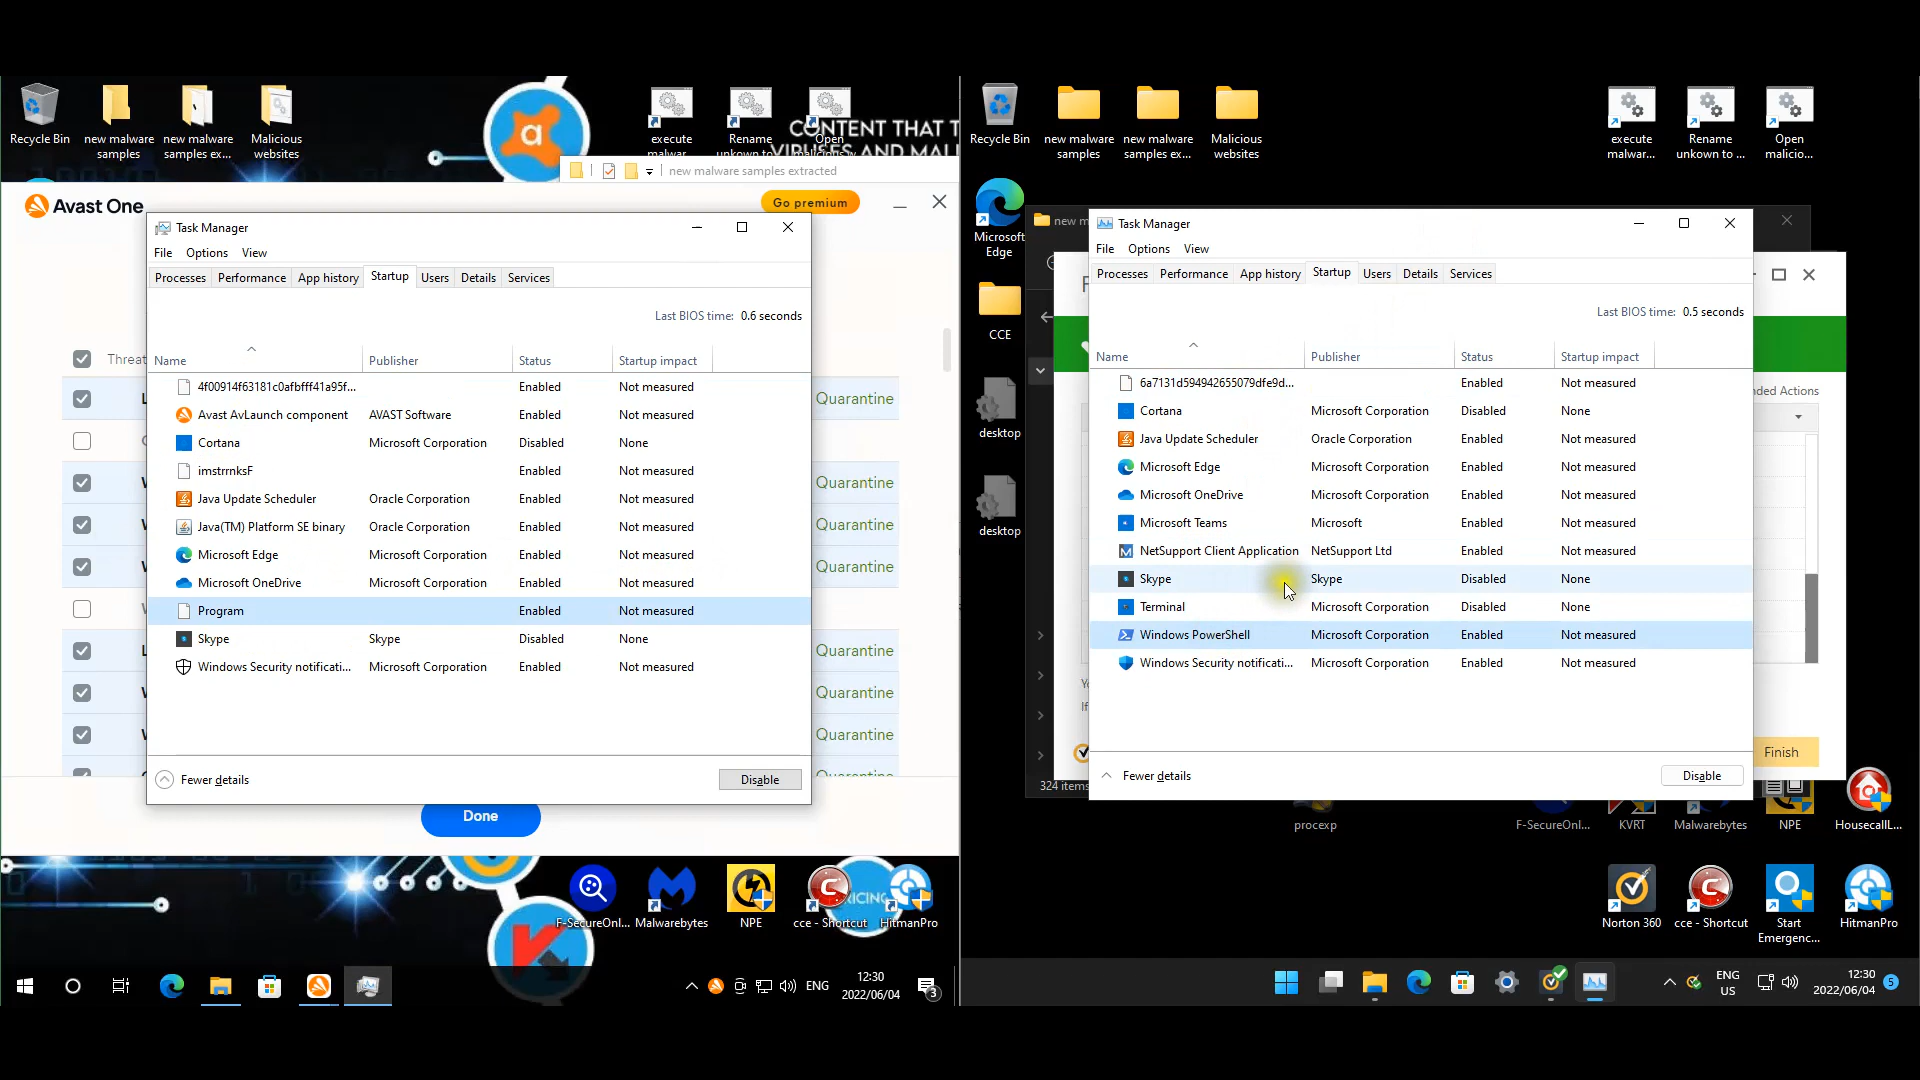 Recycle Bin
new malware
samples
new malware
samples ex...
Malicious
websites
execute
malwar...
Rename
unkown to
Open
CONTENT THAT T
VIRUSES AND MAL
new malware samples extracted
Avast One
Go premium
Threat
Quarantine
Quarantine
Quarantine
Quarantine
Quarantine
Quarantine
Quarantine
Quarantine
Task Manager
File Options View
Processes Performance App history Startup Users Details Services
Last BIOS time: 0.6 seconds
Name Publisher Status Startup impact
4f00914f63181c0afbfff41a95f... Enabled Not measured
Avast AvLaunch component AVAST Software Enabled Not measured
Cortana Microsoft Corporation Disabled None
imstrrnksF Enabled Not measured
Java Update Scheduler Oracle Corporation Enabled Not measured
Java(TM) Platform SE binary Oracle Corporation Enabled Not measured
Microsoft Edge Microsoft Corporation Enabled Not measured
Microsoft OneDrive Microsoft Corporation Enabled Not measured
Program Enabled Not measured
Skype Skype Disabled None
Windows Security notificati... Microsoft Corporation Enabled Not measured
Fewer details
Disable
Done
F-SecureOnl...
Malwarebytes
NPE
cce - Shortcut
HitmanPro
ENG
12:30
2022/06/04
3
Recycle Bin
new malware
samples
new malware
samples ex...
Malicious
websites
execute
malwar...
Rename
unkown to ...
Open
malicio...
Microsoft
Edge
CCE
desktop
desktop
new m
Task Manager
File Options View
Processes Performance App history Startup Users Details Services
Last BIOS time: 0.5 seconds
Name Publisher Status Startup impact
6a7131d594942655079dfe9d... Enabled Not measured
Cortana Microsoft Corporation Disabled None
Java Update Scheduler Oracle Corporation Enabled Not measured
Microsoft Edge Microsoft Corporation Enabled Not measured
Microsoft OneDrive Microsoft Corporation Enabled Not measured
Microsoft Teams Microsoft Enabled Not measured
NetSupport Client Application NetSupport Ltd Enabled Not measured
Skype Skype Disabled None
Terminal Microsoft Corporation Disabled None
Windows PowerShell Microsoft Corporation Enabled Not measured
Windows Security notificati... Microsoft Corporation Enabled Not measured
Fewer details
Disable
nded Actions
Finish
324 items
procexp
F-SecureOnl...
KVRT
Malwarebytes
NPE
HousecallL...
Norton 360
cce - Shortcut
Start
Emergenc...
HitmanPro
ENG
US
12:30
2022/06/04
5